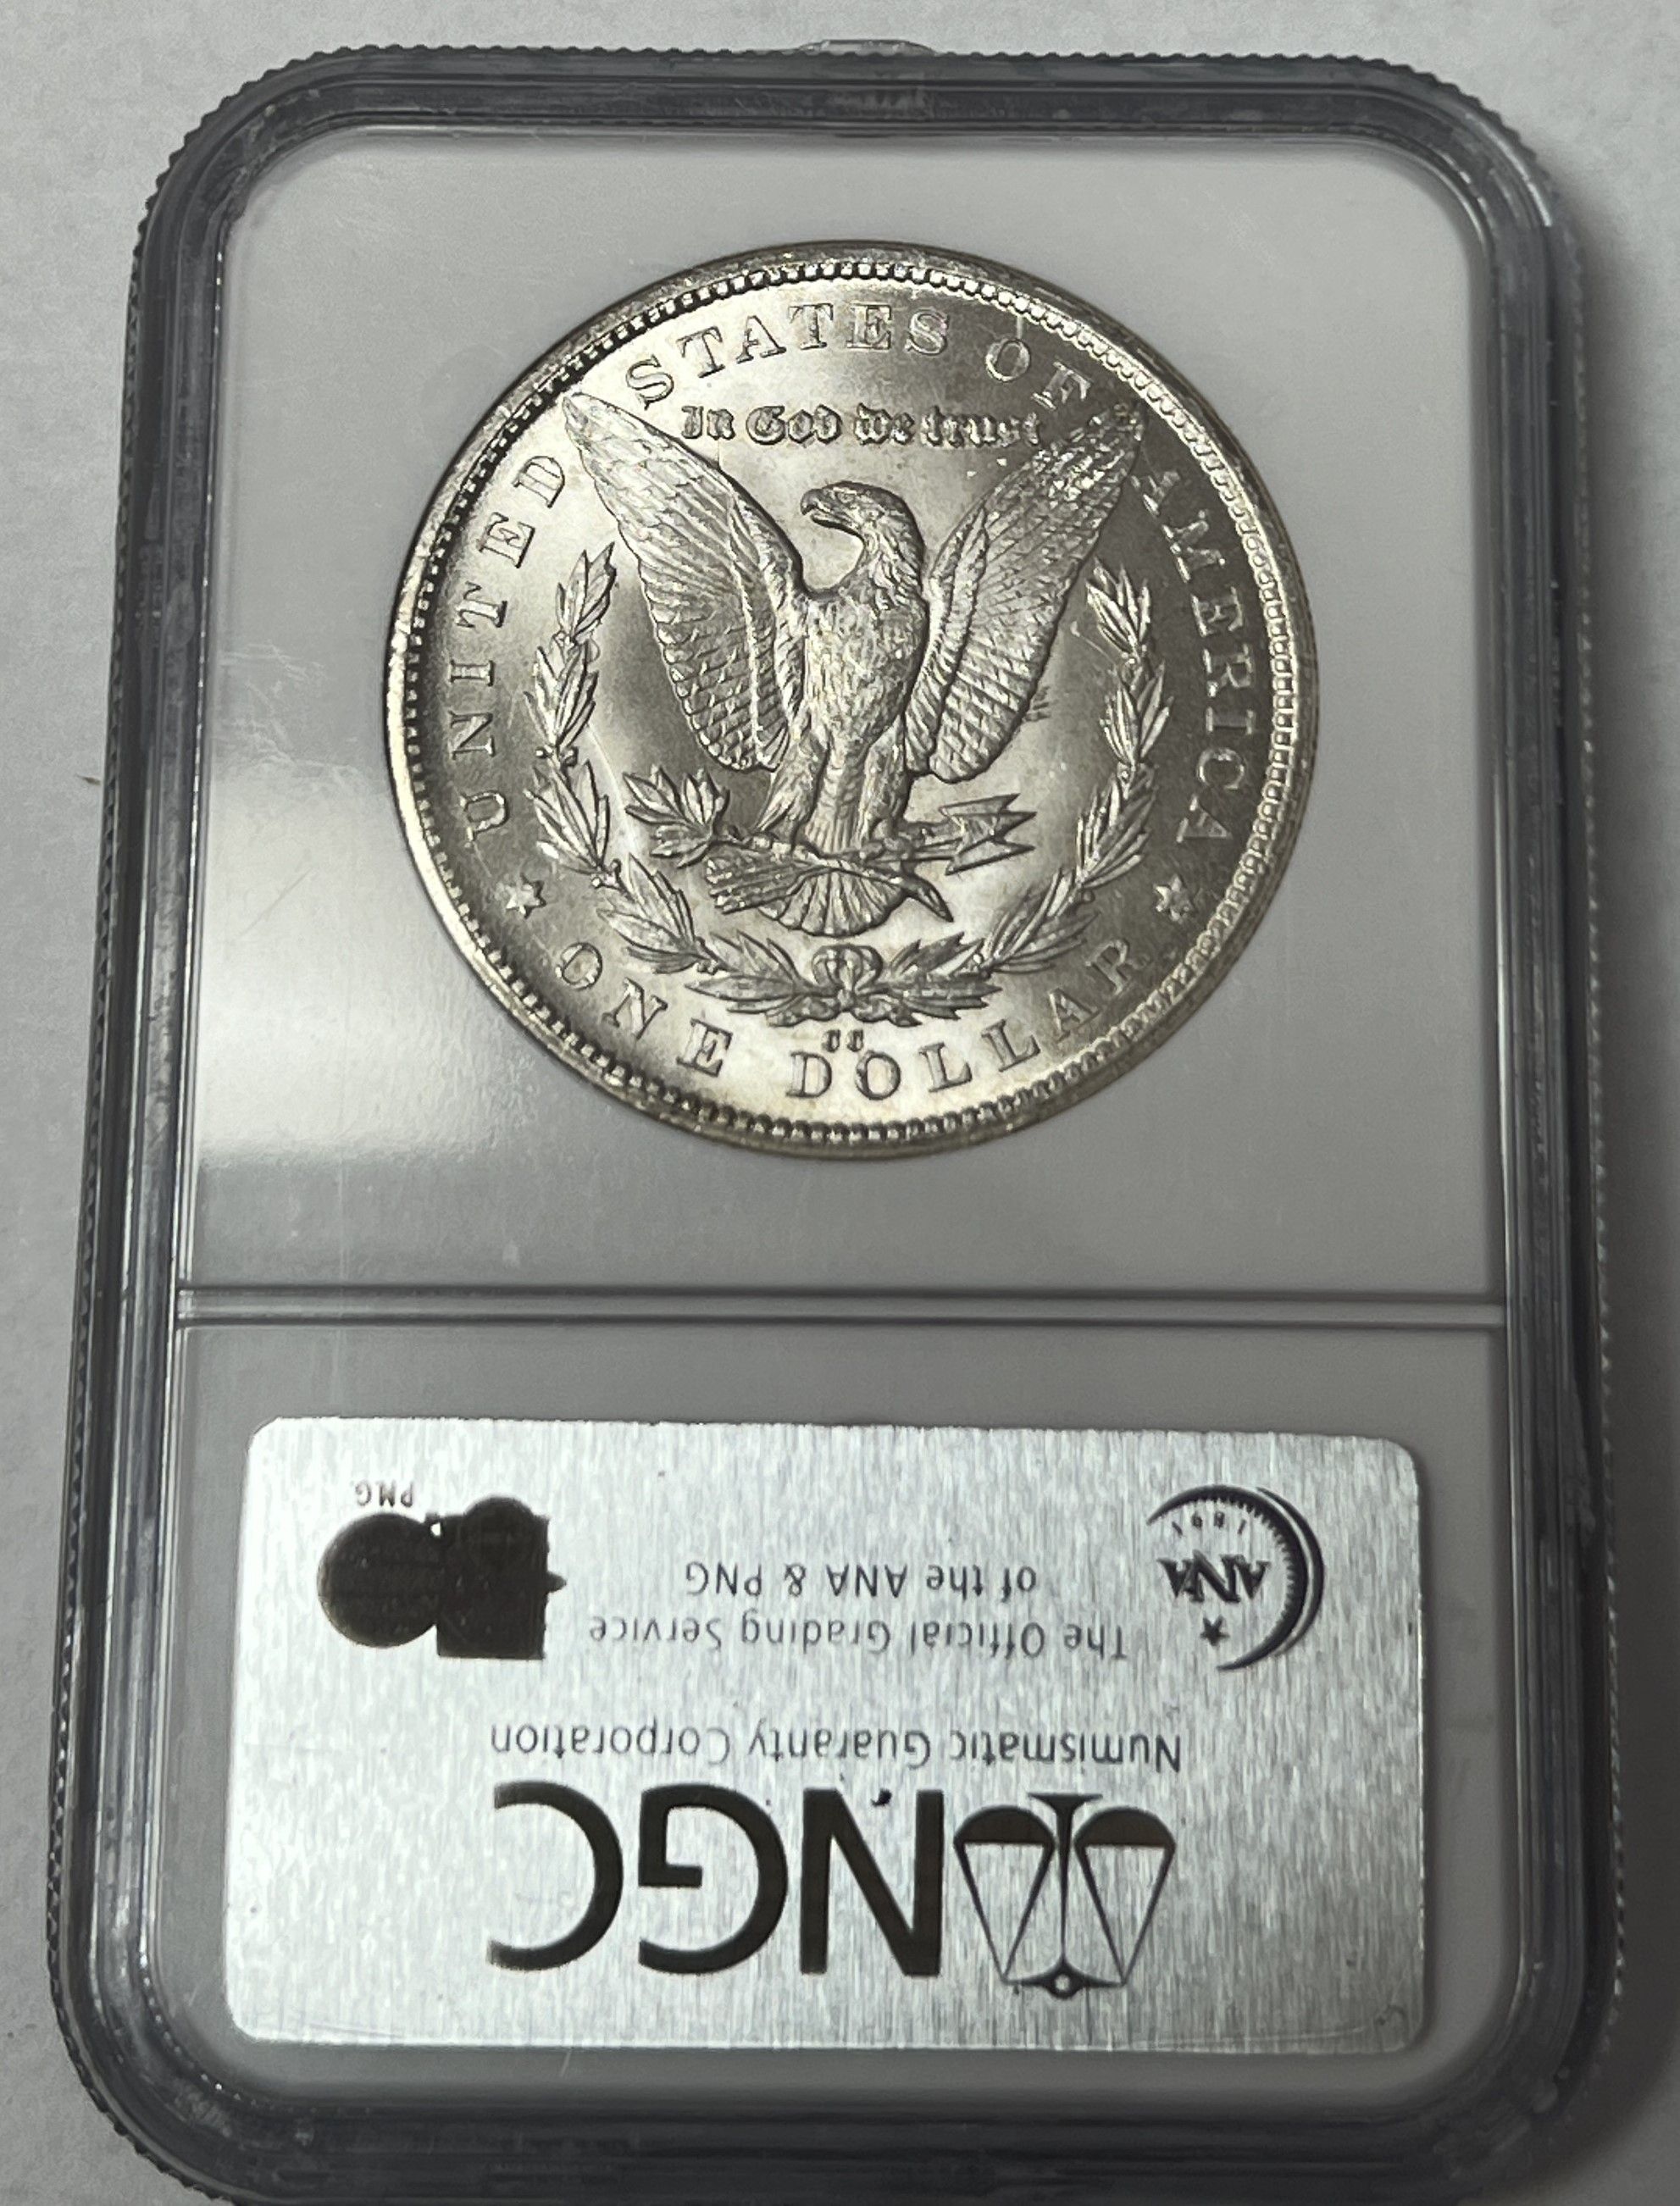 UNITED STATES OF AMERICA
In God we trust
ONE DOLLAR
CC
NGC
Numismatic Guaranty Corporation
The Official Grading Service
of the ANA & PNG
ANA
1891
PNG